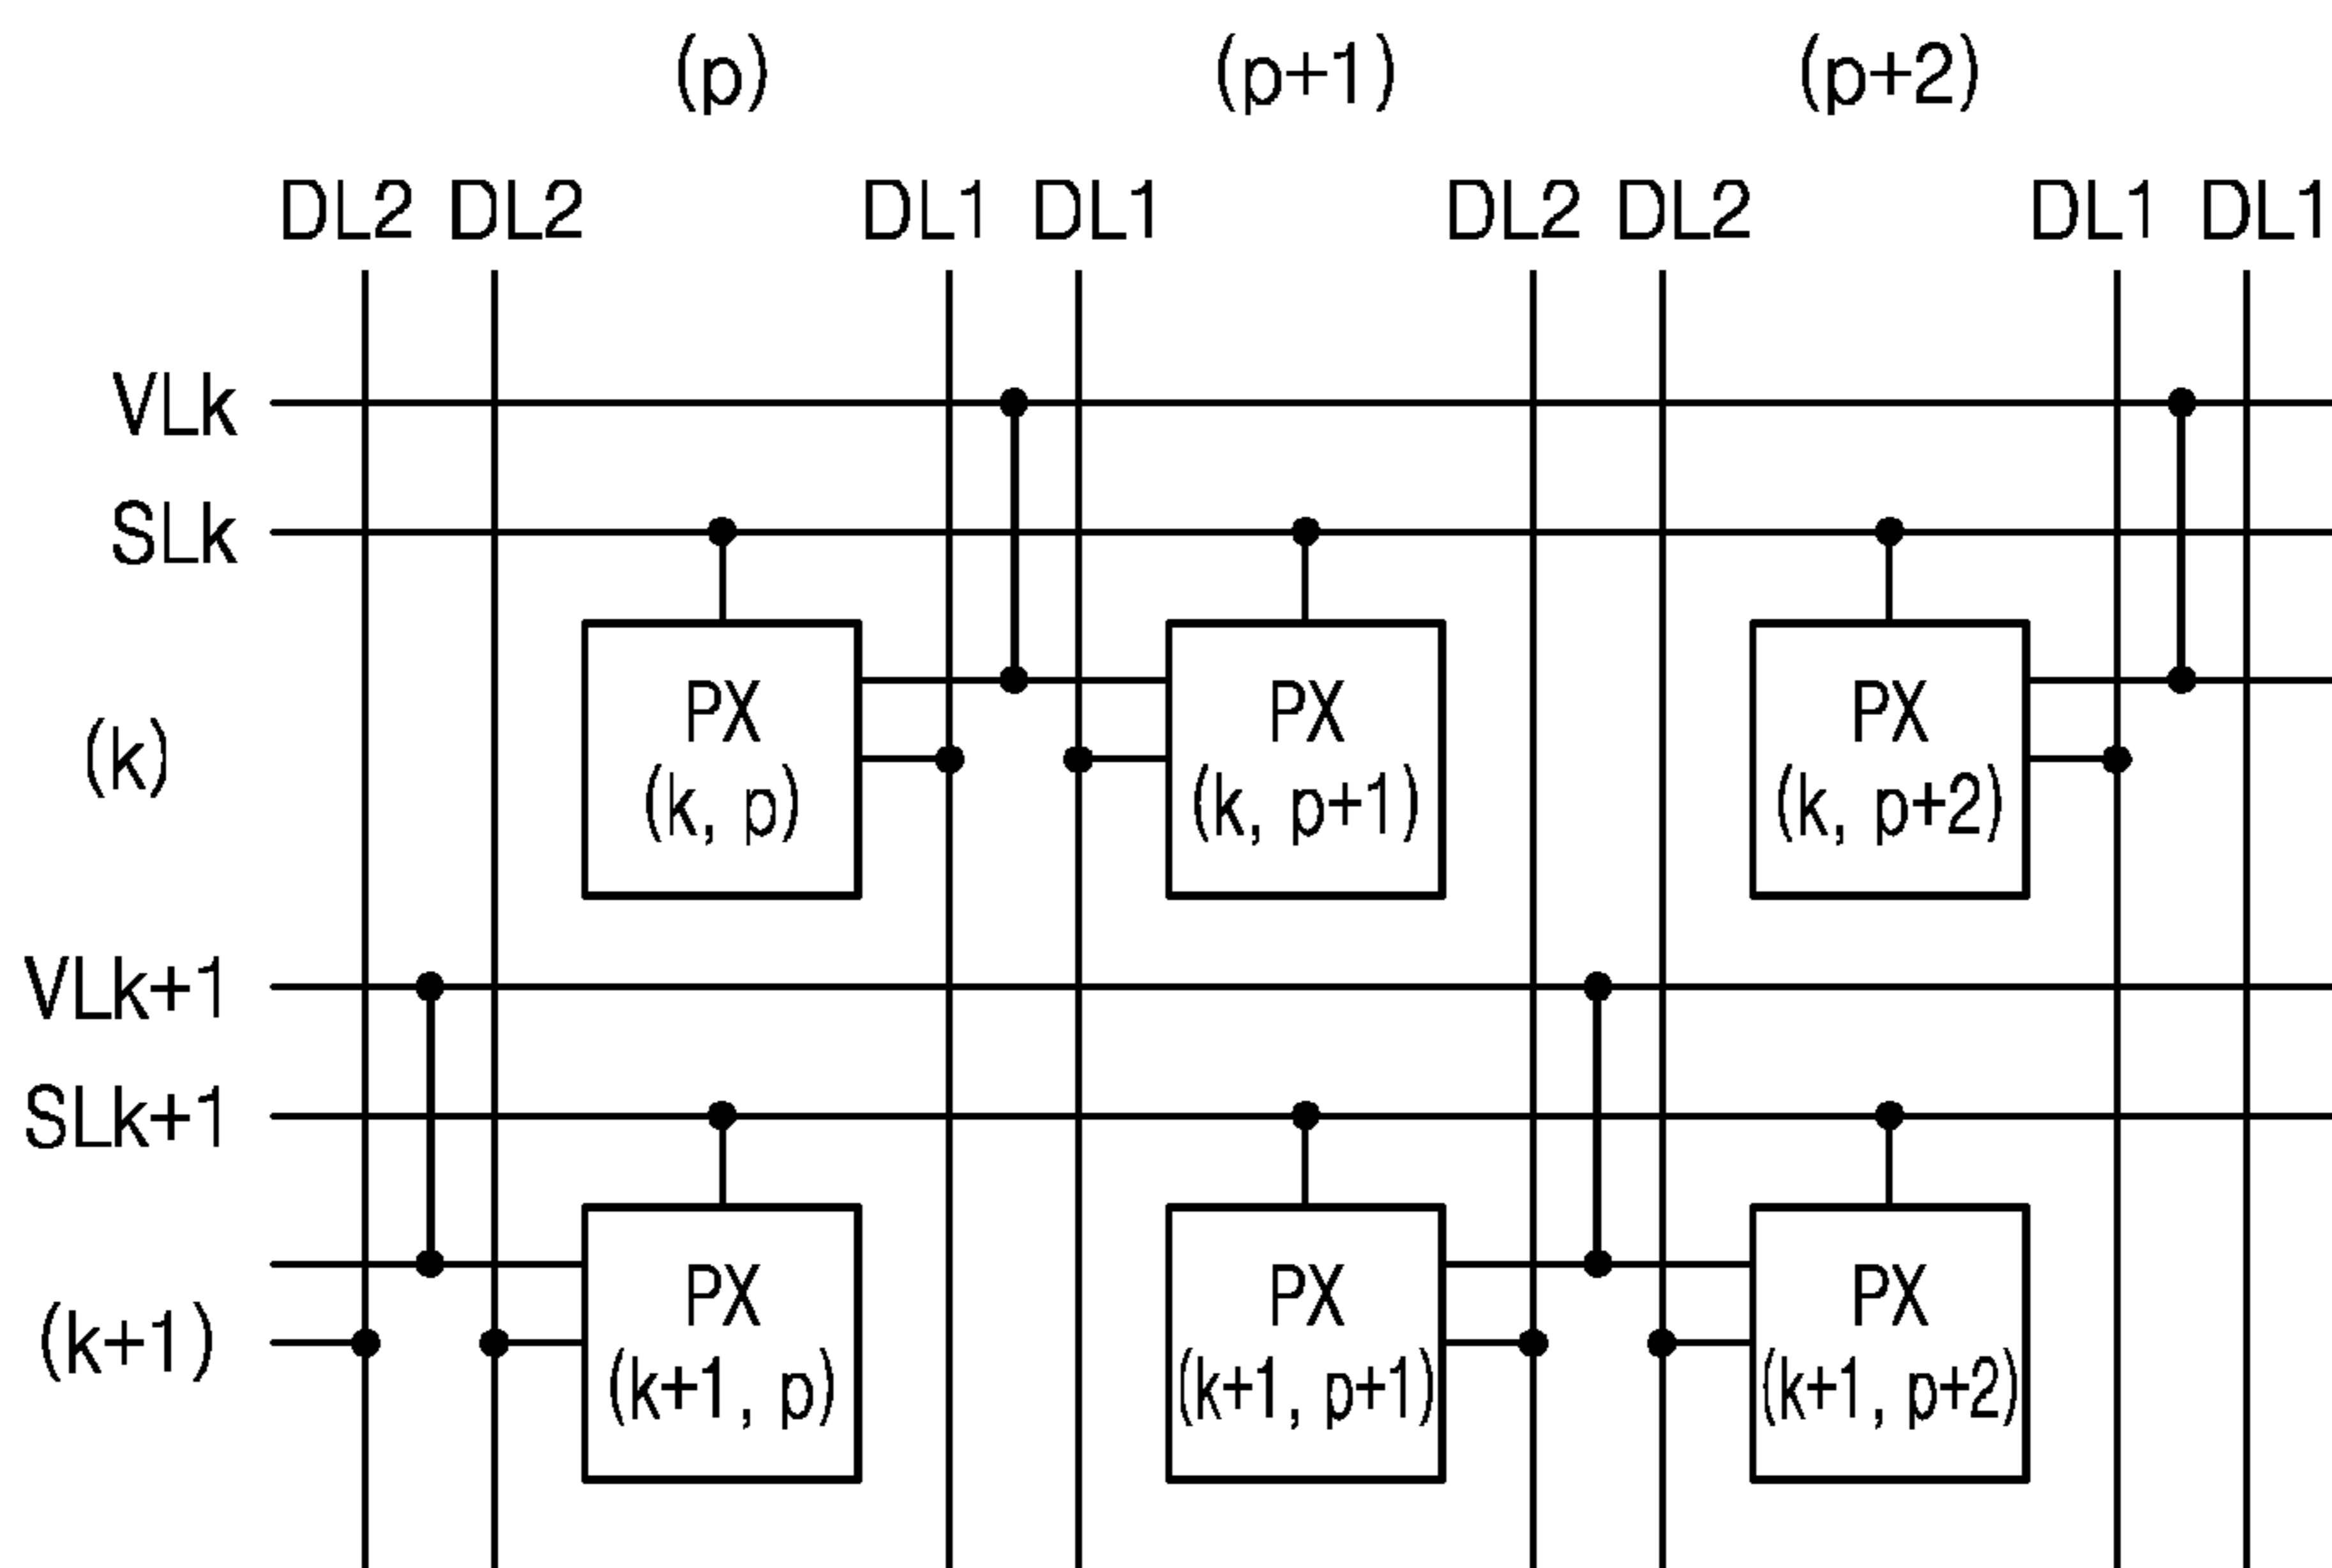 (p) (p+1) (p+2)
DL2 DL2 DL1 DL1 DL2 DL2 DL1 DL1
VLk
SLk
PX PX PX
(k)
(k, p) (k, p+1) (k, p+2)
VLk+1
SLk+1
PX PX PX
(k+1)
(k+1, p) (k+1, p+1) (k+1, p+2)